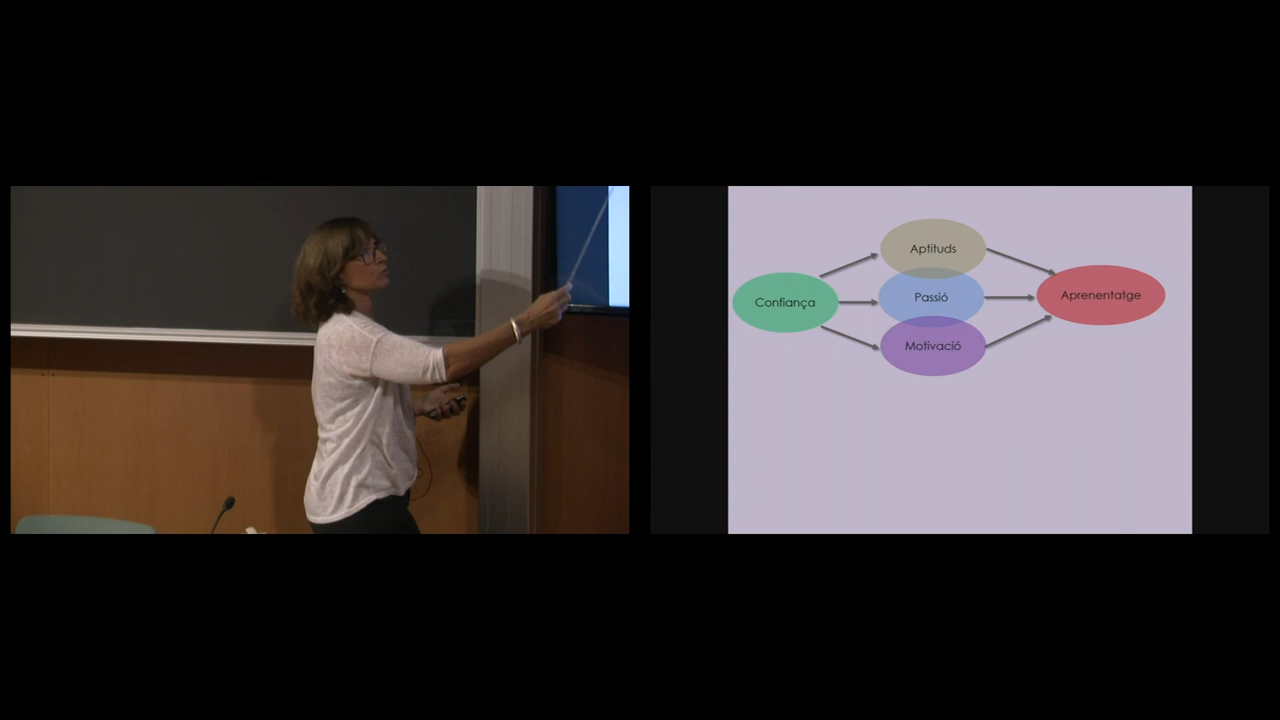 Aptituds
Confiança
Passió
Aprenentatge
Motivació